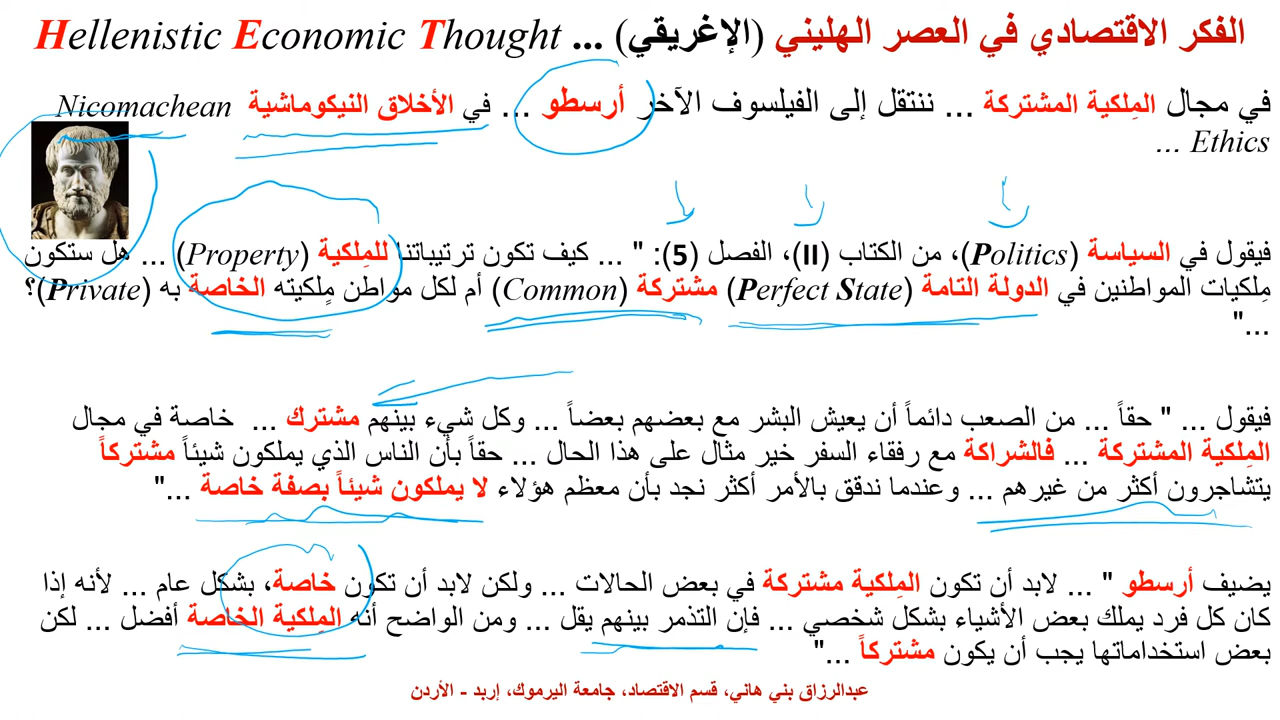 الفكر الاقتصادي في العصر الهليني (الإغريقي) ... Hellenistic Economic Thought
في مجال المِلكية المشتركة ... ننتقل إلى الفيلسوف الآخر أرسطو ... في الأخلاق النيكوماشية Nicomachean
Ethics ...
فيقول في السياسة (Politics)، من الكتاب (II)، الفصل (5): " ... كيف تكون ترتيباتنا للمِلكية (Property) ... هل ستكون
مِلكيات المواطنين في الدولة التامة (Perfect State) مشتركة (Common) أم لكل مواطن مِلكيته الخاصة به (Private)؟
..."
فيقول ... " حقاً ... من الصعب دائماً أن يعيش البشر مع بعضهم بعضاً ... وكل شيء بينهم مشترك ... خاصة في مجال
المِلكية المشتركة ... فالشراكة مع رفقاء السفر خير مثال على هذا الحال ... حقاً بأن الناس الذي يملكون شيئاً مشتركاً
يتشاجرون أكثر من غيرهم ... وعندما ندقق بالأمر أكثر نجد بأن معظم هؤلاء لا يملكون شيئاً بصفة خاصة ..."
يضيف أرسطو " ... لابد أن تكون المِلكية مشتركة في بعض الحالات ... ولكن لابد أن تكون خاصة، بشكل عام ... لأنه إذا
كان كل فرد يملك بعض الأشياء بشكل شخصي ... فإن التذمر بينهم يقل ... ومن الواضح أنه المِلكية الخاصة أفضل ... لكن
بعض استخداماتها يجب أن يكون مشتركاً ..."
عبدالرزاق بني هاني، قسم الاقتصاد، جامعة اليرموك، إربد - الأردن